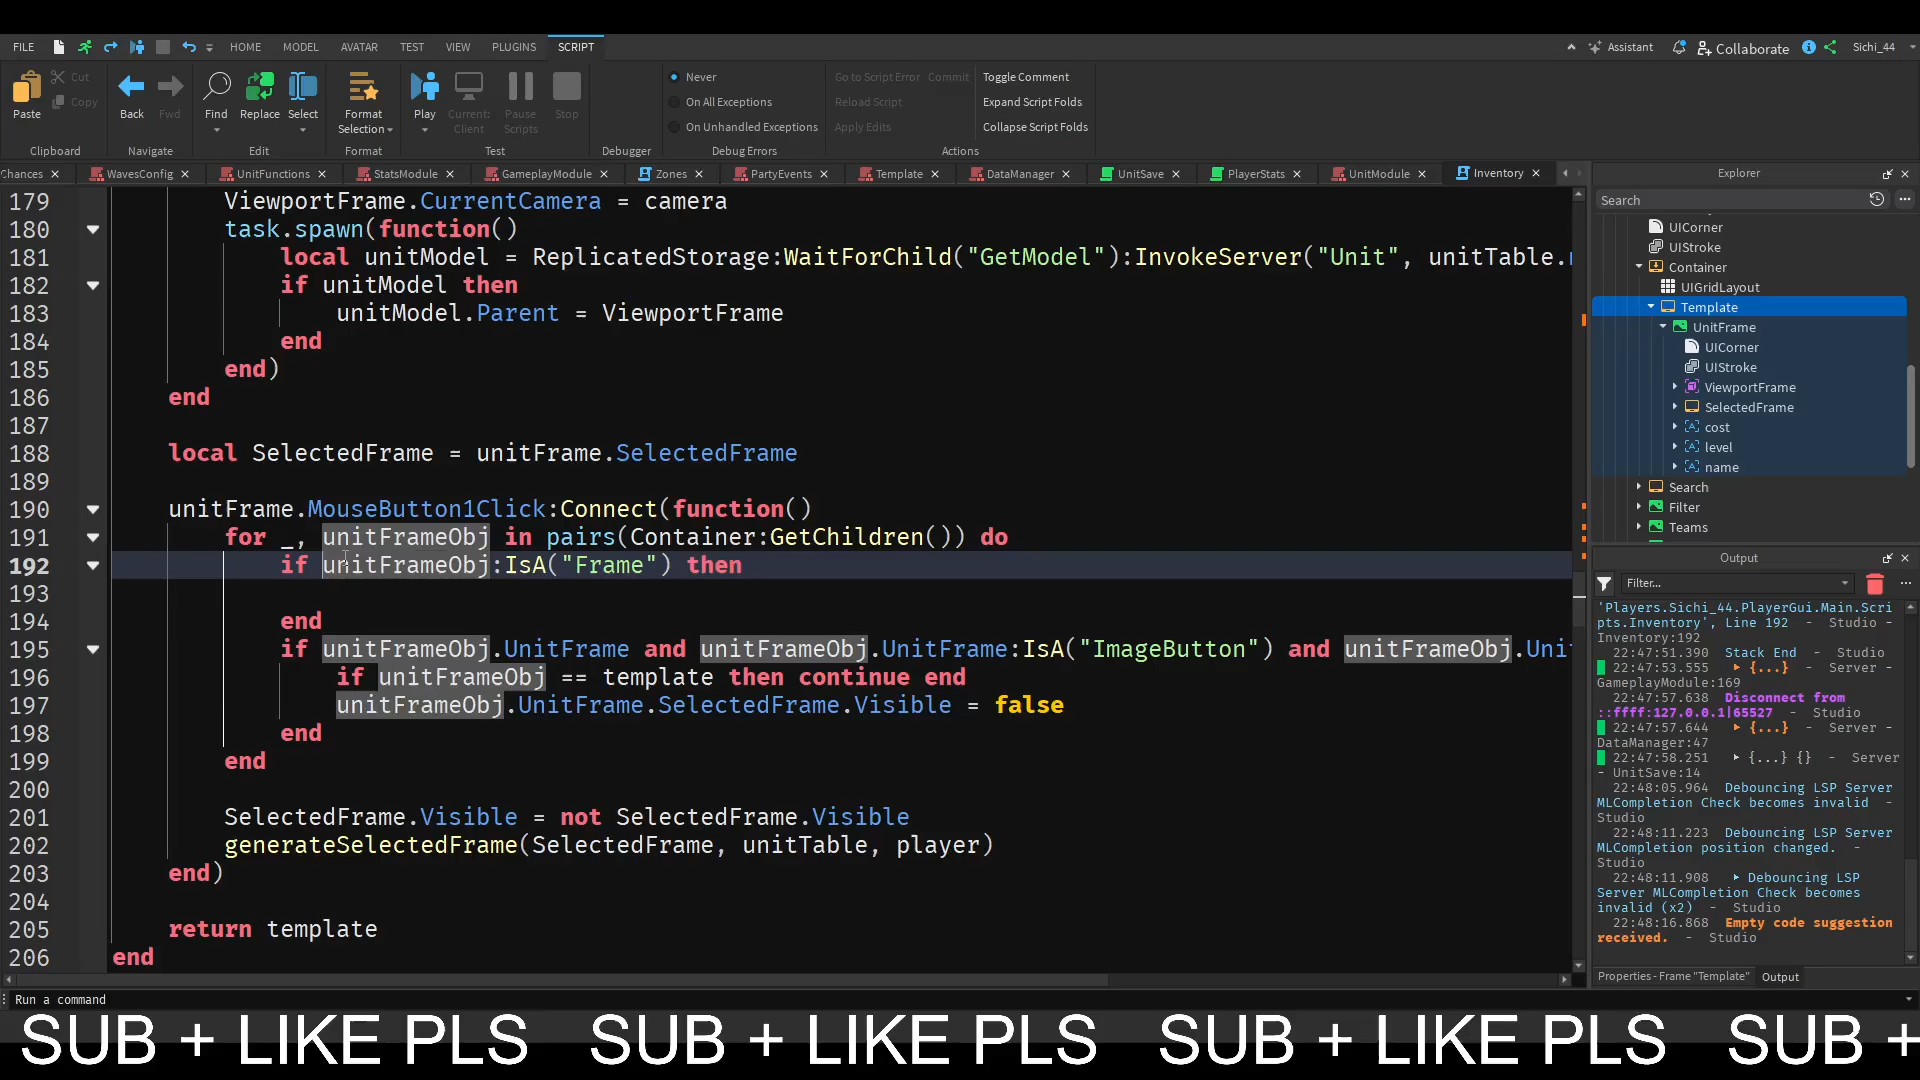 FILE HOME MODEL AVATAR TEST VIEW PLUGINS SCRIPT Assistant Collaborate Sichi_44
Paste Cut Copy Back Fwd Find Replace Select Format Selection Play Current: Client Pause Scripts Stop
Never
On All Exceptions
On Unhandled Exceptions
Go to Script Error Commit
Reload Script
Apply Edits
Toggle Comment
Expand Script Folds
Collapse Script Folds
Clipboard Navigate Edit Format Test Debugger Debug Errors Actions
Chances WavesConfig UnitFunctions StatsModule GameplayModule Zones PartyEvents Template DataManager UnitSave PlayerStats UnitModule Inventory
179 ViewportFrame.CurrentCamera = camera
180 task.spawn(function()
181 local unitModel = ReplicatedStorage:WaitForChild("GetModel"):InvokeServer("Unit", unitTable.
182 if unitModel then
183 unitModel.Parent = ViewportFrame
184 end
185 end)
186 end
187
188 local SelectedFrame = unitFrame.SelectedFrame
189
190 unitFrame.MouseButton1Click:Connect(function()
191 for _, unitFrameObj in pairs(Container:GetChildren()) do
192 if unitFrameObj:IsA("Frame") then
193
194 end
195 if unitFrameObj.UnitFrame and unitFrameObj.UnitFrame:IsA("ImageButton") and unitFrameObj.Uni
196 if unitFrameObj == template then continue end
197 unitFrameObj.UnitFrame.SelectedFrame.Visible = false
198 end
199 end
200
201 SelectedFrame.Visible = not SelectedFrame.Visible
202 generateSelectedFrame(SelectedFrame, unitTable, player)
203 end)
204
205 return template
206 end
Explorer
Search
UICorner
UIStroke
Container
UIGridLayout
Template
UnitFrame
UICorner
UIStroke
ViewportFrame
SelectedFrame
cost
level
name
Search
Filter
Teams
Output
Filter...
'Players.Sichi_44.PlayerGui.Main.Scri
pts.Inventory', Line 192 - Studio -
Inventory:192
22:47:51.390 Stack End - Studio
22:47:53.555 {...} - Server -
GameplayModule:169
22:47:57.638 Disconnect from
::ffff:127.0.0.1|65527 - Studio
22:47:57.644 {...} - Server -
DataManager:47
22:47:58.251 {...} {} - Server
- UnitSave:14
22:48:05.964 Debouncing LSP Server
MLCompletion Check becomes invalid -
Studio
22:48:11.223 Debouncing LSP Server
MLCompletion position changed. -
Studio
22:48:11.908 Debouncing LSP
Server MLCompletion Check becomes
invalid (x2) - Studio
22:48:16.868 Empty code suggestion
received. - Studio
Properties - Frame "Template" Output
Run a command
SUB + LIKE PLS SUB + LIKE PLS SUB + LIKE PLS SUB +